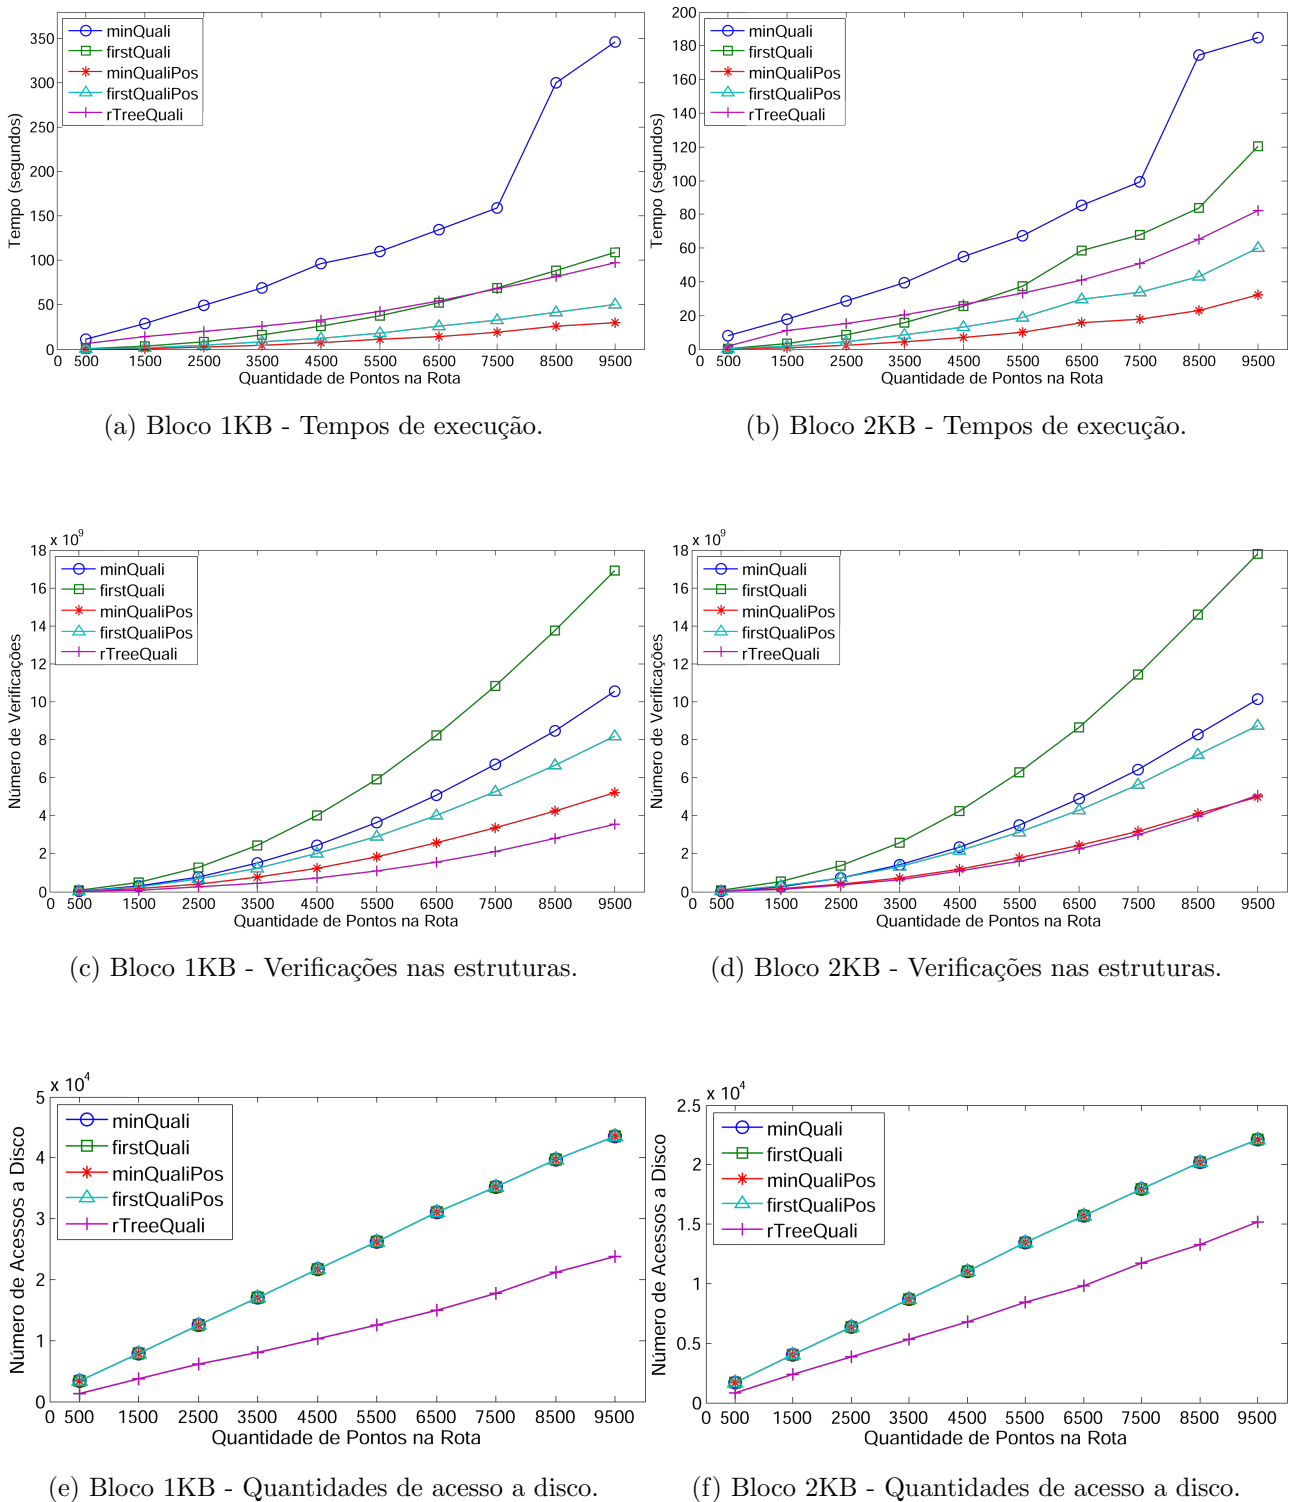 350
300
250
200
150
100
50
0
Tempo (segundos)
minQuali
firstQuali
minQualiPos
firstQualiPos
rTreeQuali
0 500 1500 2500 3500 4500 5500 6500 7500 8500 9500
Quantidade de Pontos na Rota
(a) Bloco 1KB - Tempos de execução.
200
180
160
140
120
100
80
60
40
20
0
Tempo (segundos)
minQuali
firstQuali
minQualiPos
firstQualiPos
rTreeQuali
0 500 1500 2500 3500 4500 5500 6500 7500 8500 9500
Quantidade de Pontos na Rota
(b) Bloco 2KB - Tempos de execução.
x 10^9
18
16
14
12
10
8
6
4
2
0
Número de Verificações
minQuali
firstQuali
minQualiPos
firstQualiPos
rTreeQuali
0 500 1500 2500 3500 4500 5500 6500 7500 8500 9500
Quantidade de Pontos na Rota
(c) Bloco 1KB - Verificações nas estruturas.
x 10^9
18
16
14
12
10
8
6
4
2
0
Número de Verificações
minQuali
firstQuali
minQualiPos
firstQualiPos
rTreeQuali
0 500 1500 2500 3500 4500 5500 6500 7500 8500 9500
Quantidade de Pontos na Rota
(d) Bloco 2KB - Verificações nas estruturas.
x 10^4
5
4
3
2
1
0
Número de Acessos a Disco
minQuali
firstQuali
minQualiPos
firstQualiPos
rTreeQuali
0 500 1500 2500 3500 4500 5500 6500 7500 8500 9500
Quantidade de Pontos na Rota
(e) Bloco 1KB - Quantidades de acesso a disco.
x 10^4
2.5
2
1.5
1
0.5
0
Número de Acessos a Disco
minQuali
firstQuali
minQualiPos
firstQualiPos
rTreeQuali
0 500 1500 2500 3500 4500 5500 6500 7500 8500 9500
Quantidade de Pontos na Rota
(f) Bloco 2KB - Quantidades de acesso a disco.